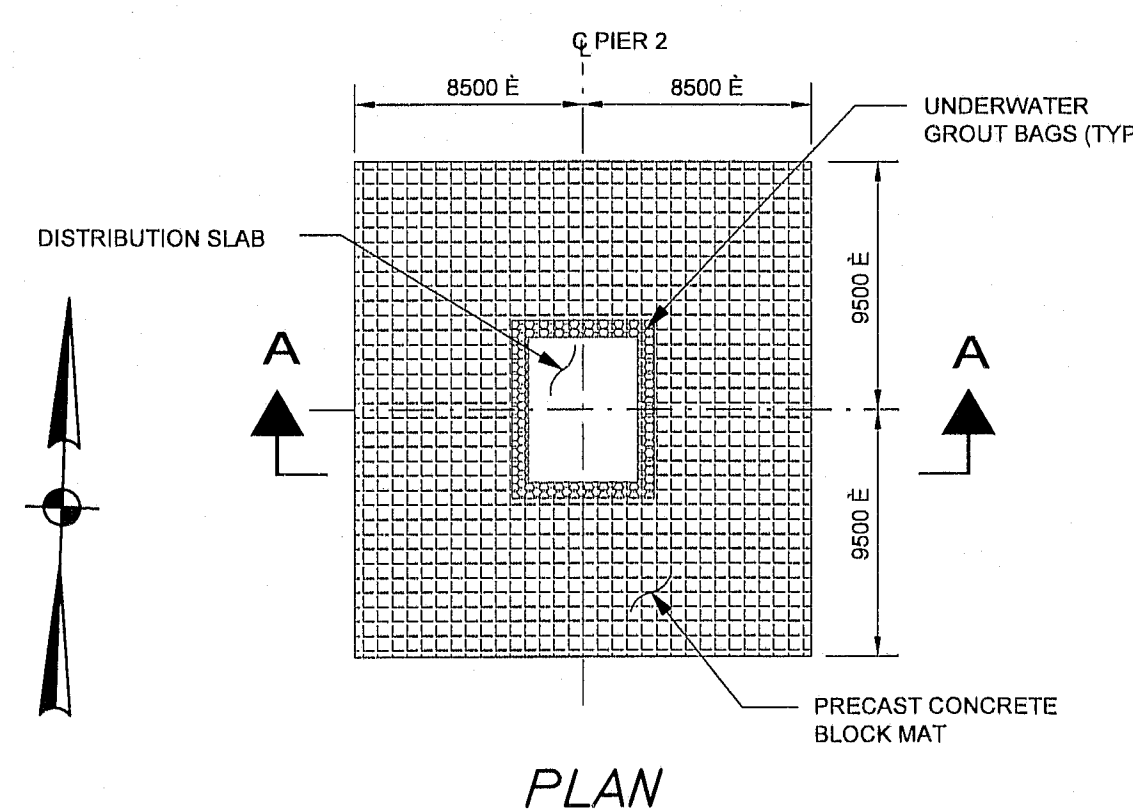 ℄ PIER 2
8500 È
8500 È
UNDERWATER
GROUT BAGS (TYP
DISTRIBUTION SLAB
9500 È
A
A
9500 È
PRECAST CONCRETE
BLOCK MAT
PLAN